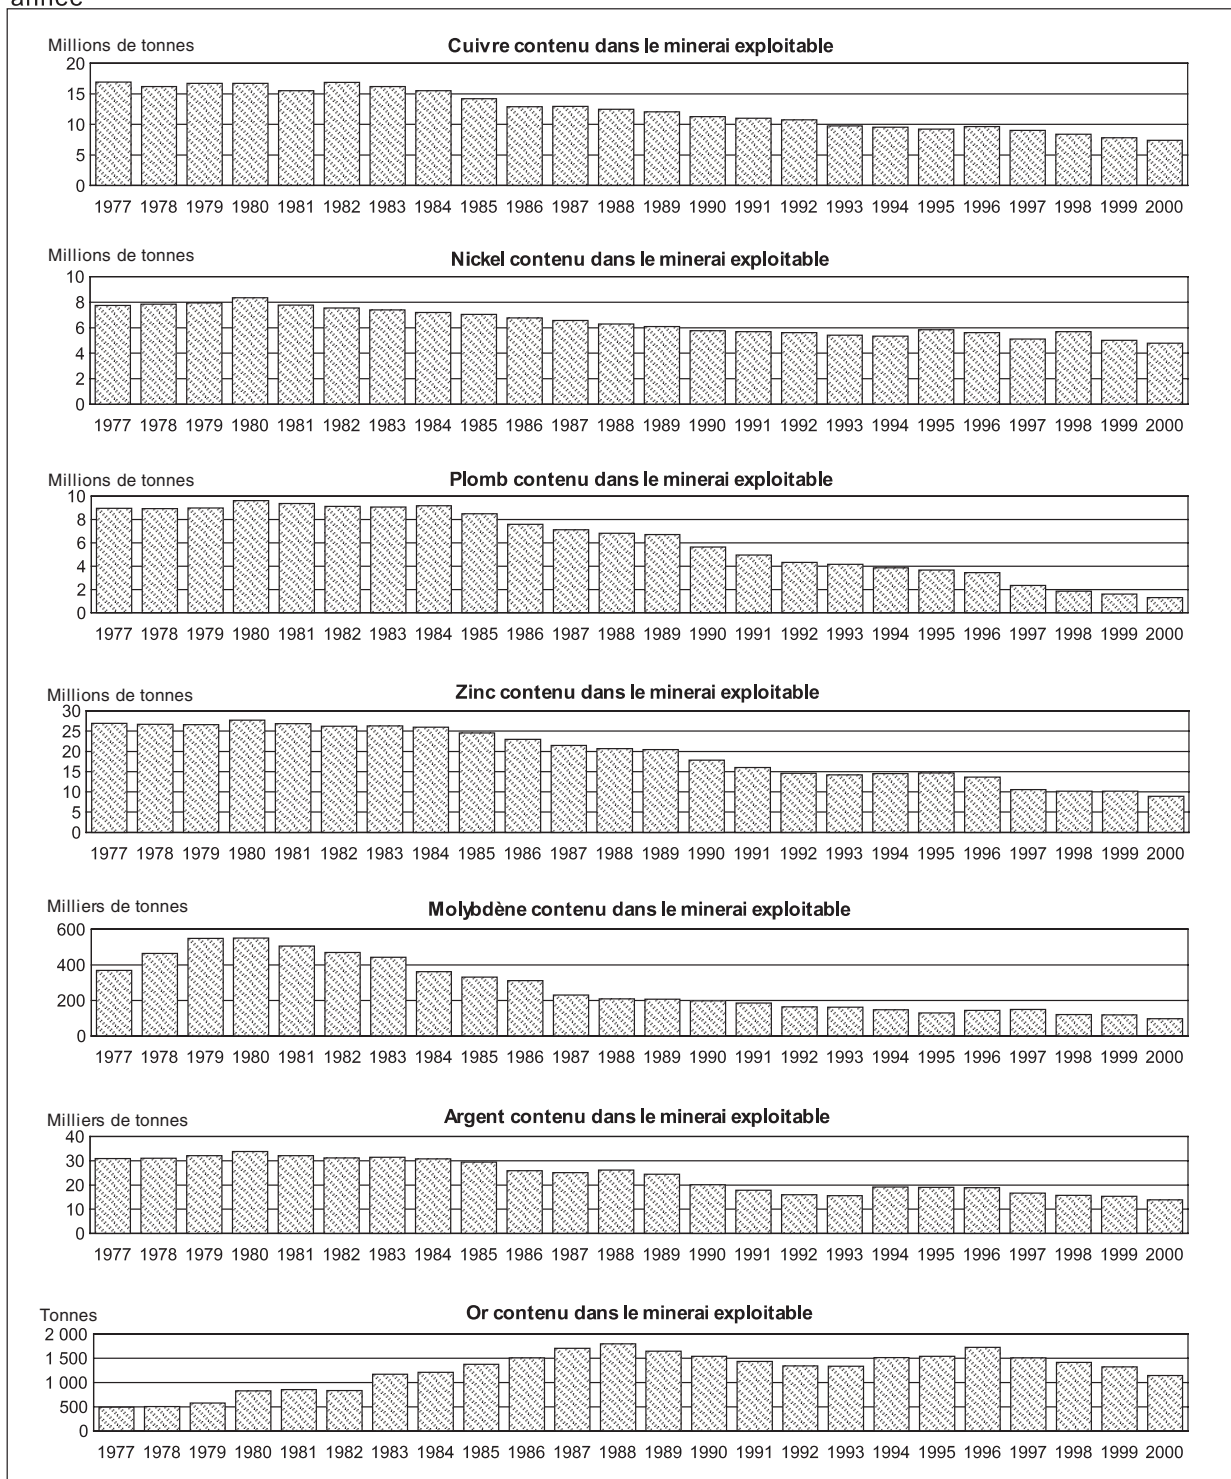 année
Millions de tonnes
Cuivre contenu dans le minerai exploitable
20
15
10
5
0
1977 1978 1979 1980 1981 1982 1983 1984 1985 1986 1987 1988 1989 1990 1991 1992 1993 1994 1995 1996 1997 1998 1999 2000
Millions de tonnes
Nickel contenu dans le minerai exploitable
10
8
6
4
2
0
1977 1978 1979 1980 1981 1982 1983 1984 1985 1986 1987 1988 1989 1990 1991 1992 1993 1994 1995 1996 1997 1998 1999 2000
Millions de tonnes
Plomb contenu dans le minerai exploitable
10
8
6
4
2
0
1977 1978 1979 1980 1981 1982 1983 1984 1985 1986 1987 1988 1989 1990 1991 1992 1993 1994 1995 1996 1997 1998 1999 2000
Millions de tonnes
Zinc contenu dans le minerai exploitable
30
25
20
15
10
5
0
1977 1978 1979 1980 1981 1982 1983 1984 1985 1986 1987 1988 1989 1990 1991 1992 1993 1994 1995 1996 1997 1998 1999 2000
Milliers de tonnes
Molybdène contenu dans le minerai exploitable
600
400
200
0
1977 1978 1979 1980 1981 1982 1983 1984 1985 1986 1987 1988 1989 1990 1991 1992 1993 1994 1995 1996 1997 1998 1999 2000
Milliers de tonnes
Argent contenu dans le minerai exploitable
40
30
20
10
0
1977 1978 1979 1980 1981 1982 1983 1984 1985 1986 1987 1988 1989 1990 1991 1992 1993 1994 1995 1996 1997 1998 1999 2000
Tonnes
Or contenu dans le minerai exploitable
2 000
1 500
1 000
500
0
1977 1978 1979 1980 1981 1982 1983 1984 1985 1986 1987 1988 1989 1990 1991 1992 1993 1994 1995 1996 1997 1998 1999 2000